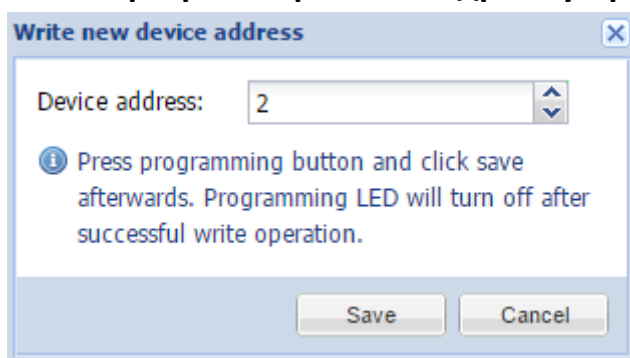 Write new device address
Device address:
2
Press programming button and click save
afterwards. Programming LED will turn off after
successful write operation.
Save
Cancel